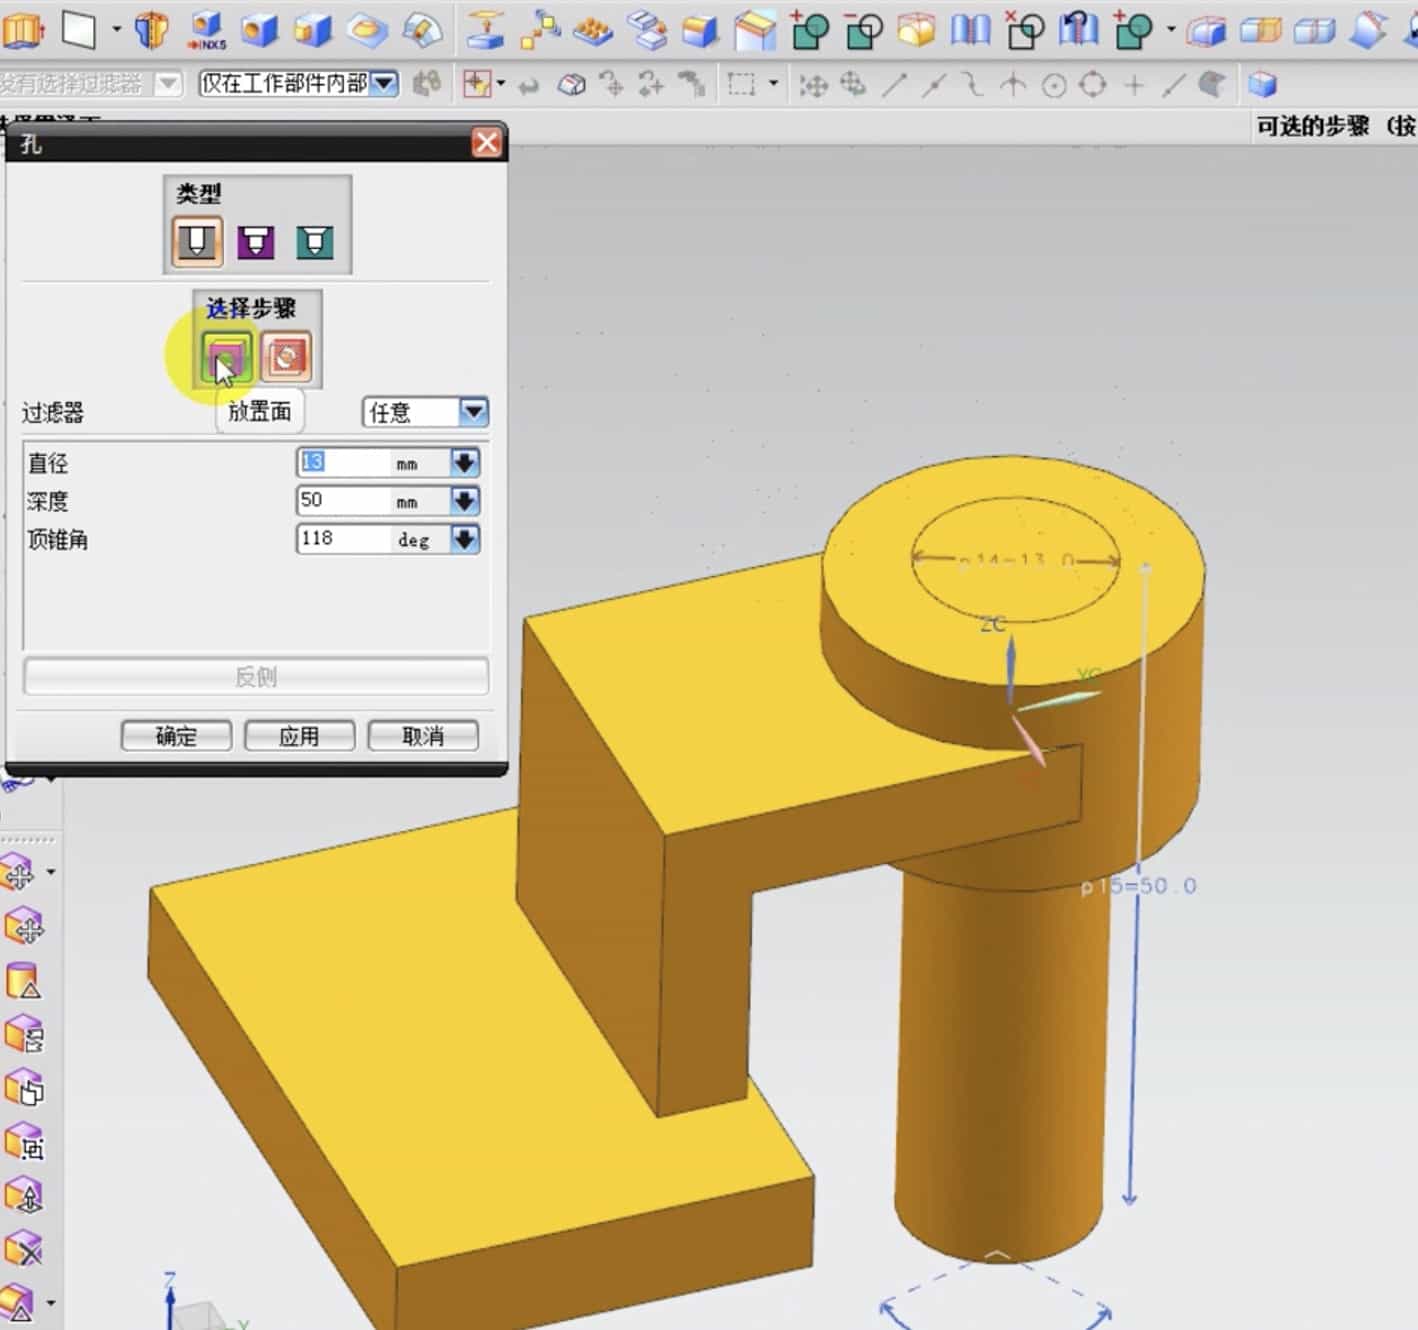 →INX5
没有选择过滤器
仅在工作部件内部
可选的步骤 (按
孔
类型
选择步骤
放置面
过滤器
任意
直径
13
mm
深度
50
mm
顶锥角
118
deg
反侧
确定
应用
取消
p14=13.0
ZC
YC
p15=50.0
Z
Y